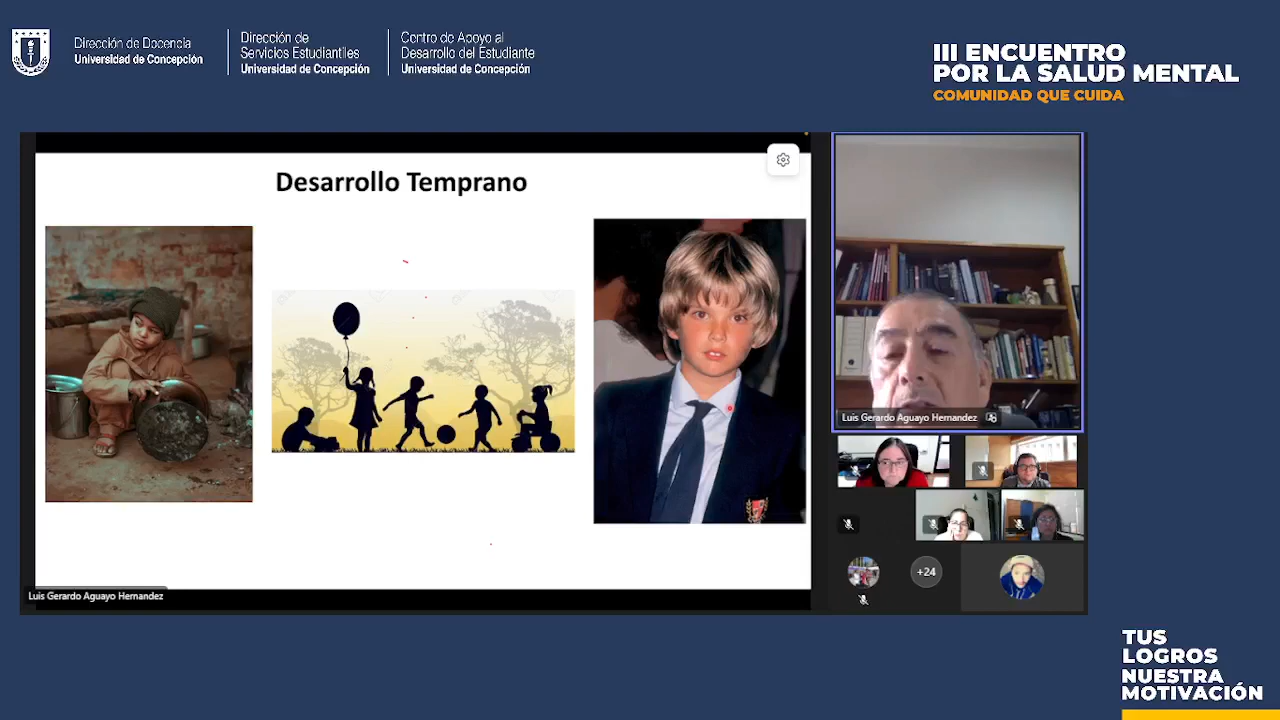 Dirección de Docencia
Universidad de Concepción
Dirección de
Servicios Estudiantiles
Universidad de Concepción
Centro de Apoyo al
Desarrollo del Estudiante
Universidad de Concepción
III ENCUENTRO
POR LA SALUD MENTAL
COMUNIDAD QUE CUIDA
Desarrollo Temprano
Luis Gerardo Aguayo Hernandez
Luis Gerardo Aguayo Hernandez
+24
TUS
LOGROS
NUESTRA
MOTIVACIÓN